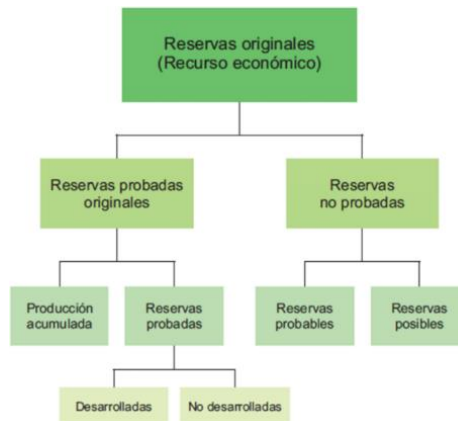 Reservas originales
(Recurso económico)
Reservas probadas
originales
Reservas
no probadas
Producción
acumulada
Reservas
probadas
Reservas
probables
Reservas
posibles
Desarrolladas
No desarrolladas